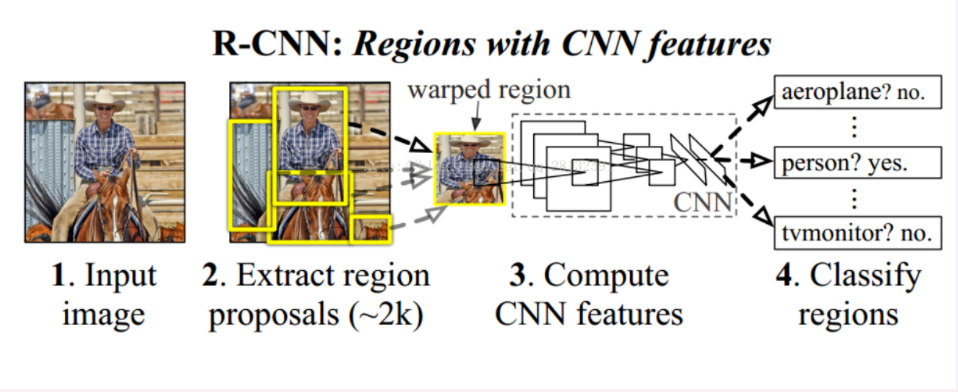 R-CNN: Regions with CNN features
warped region
aeroplane? no.
person? yes.
tvmonitor? no.
CNN
1. Input
image
2. Extract region
proposals (~2k)
3. Compute
CNN features
4. Classify
regions